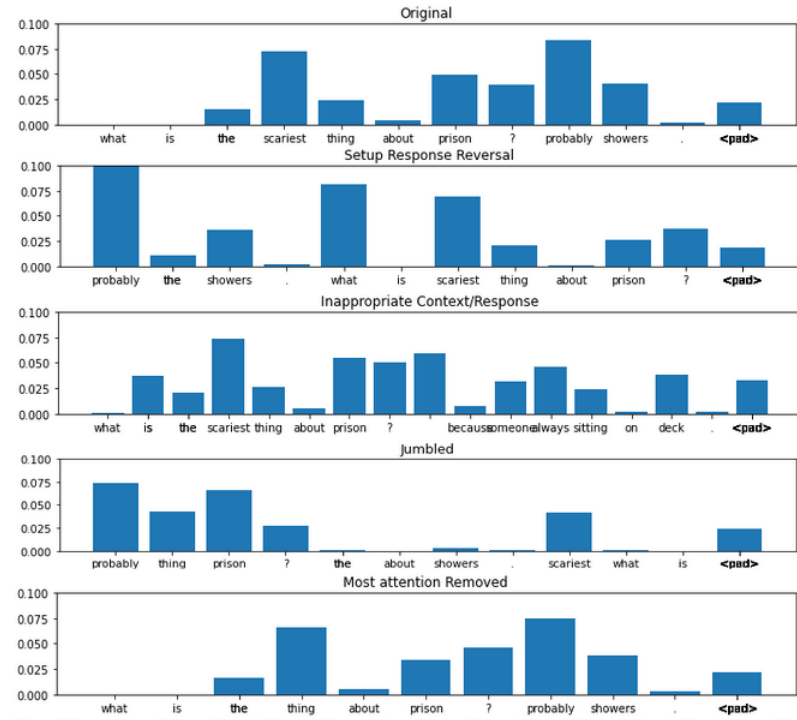 Original
0.100
0.075
0.050
0.025
0.000
what is the scariest thing about prison ? probably showers . <pad>
Setup Response Reversal
0.100
0.075
0.050
0.025
0.000
probably the showers . what is scariest thing about prison ? <pad>
Inappropriate Context/Response
0.100
0.075
0.050
0.025
0.000
what is the scariest thing about prison ? because someone always sitting on deck . <pad>
Jumbled
0.100
0.075
0.050
0.025
0.000
probably thing prison ? the about showers . scariest what is <pad>
Most attention Removed
0.100
0.075
0.050
0.025
0.000
what is the thing about prison ? probably showers . <pad>